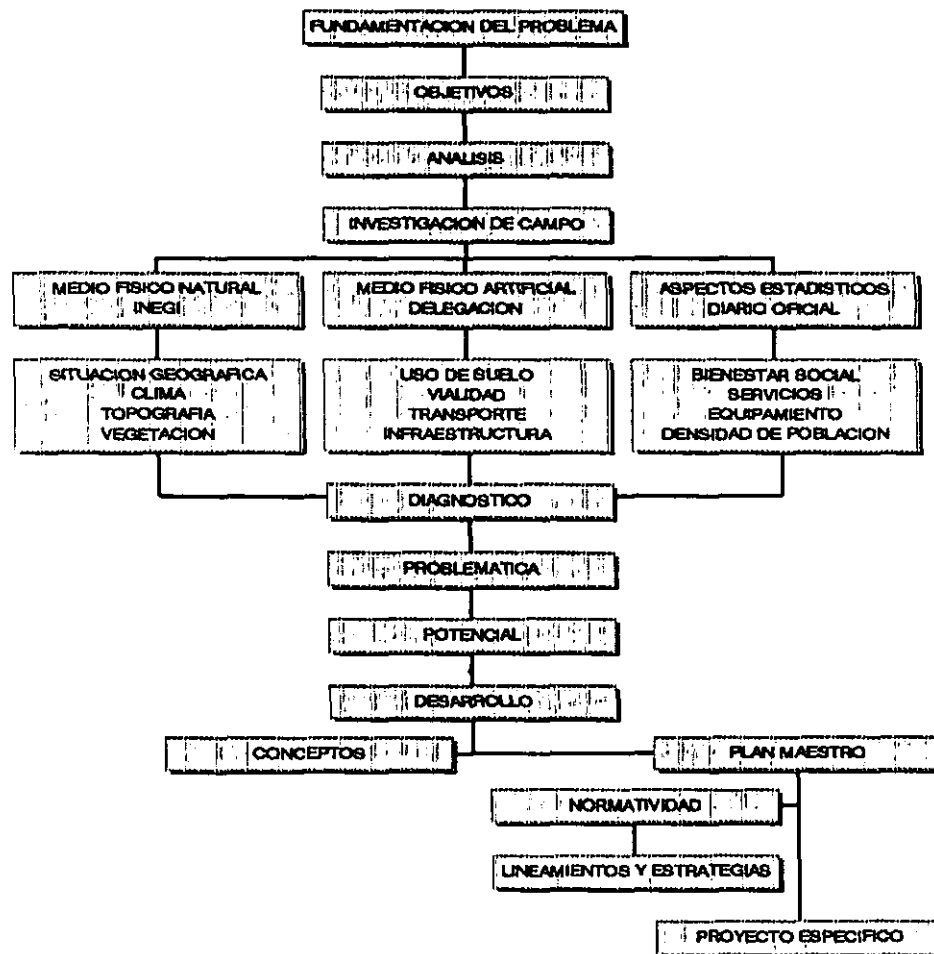 FUNDAMENTACION DEL PROBLEMA
OBJETIVOS
ANALISIS
INVESTIGACION DE CAMPO
MEDIO FISICO NATURAL
INEGI
MEDIO FISICO ARTIFICIAL
DELEGACION
ASPECTOS ESTADISTICOS
DIARIO OFICIAL
SITUACION GEOGRAFICA
CLIMA
TOPOGRAFIA
VEGETACION
USO DE SUELO
VIALIDAD
TRANSPORTE
INFRAESTRUCTURA
BIENESTAR SOCIAL
SERVICIOS
EQUIPAMIENTO
DENSIDAD DE POBLACION
DIAGNOSTICO
PROBLEMATICA
POTENCIAL
DESARROLLO
CONCEPTOS
PLAN MAESTRO
NORMATIVIDAD
LINEAMIENTOS Y ESTRATEGIAS
PROYECTO ESPECIFICO